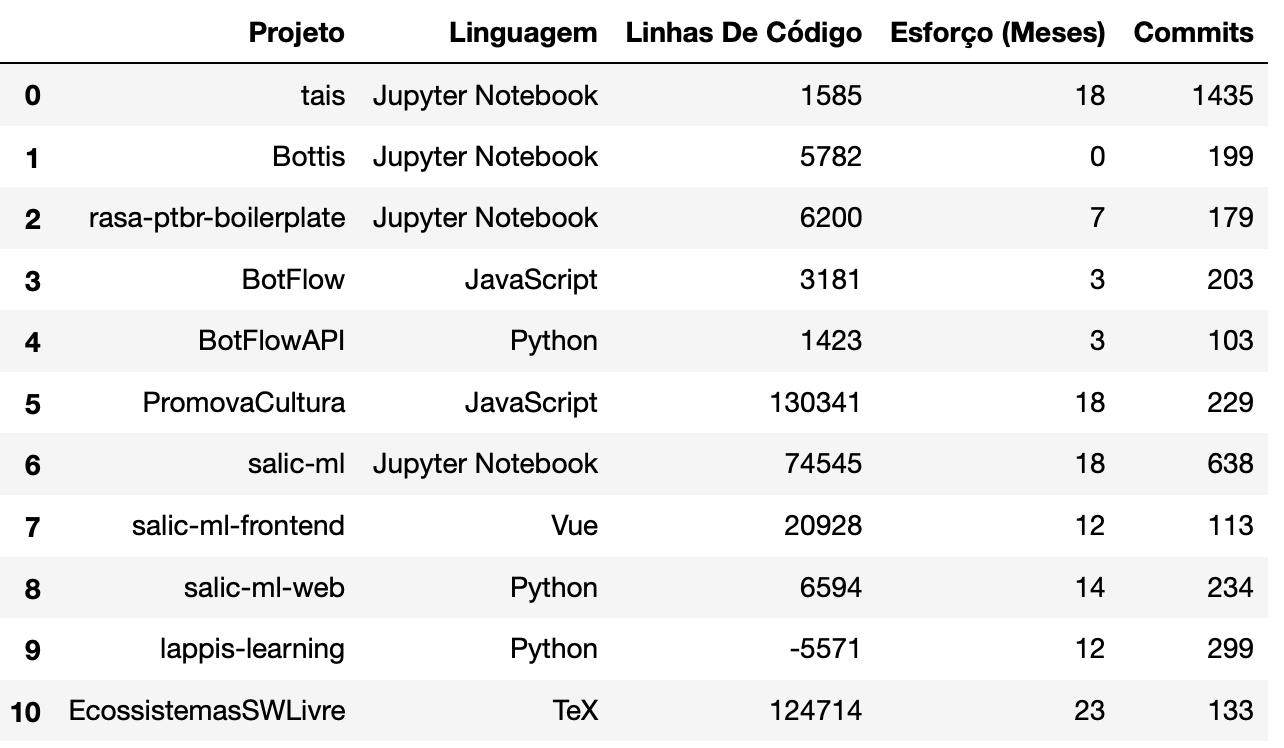 Projeto Linguagem Linhas De Código Esforço (Meses) Commits
0 tais Jupyter Notebook 1585 18 1435
1 Bottis Jupyter Notebook 5782 0 199
2 rasa-ptbr-boilerplate Jupyter Notebook 6200 7 179
3 BotFlow JavaScript 3181 3 203
4 BotFlowAPI Python 1423 3 103
5 PromovaCultura JavaScript 130341 18 229
6 salic-ml Jupyter Notebook 74545 18 638
7 salic-ml-frontend Vue 20928 12 113
8 salic-ml-web Python 6594 14 234
9 lappis-learning Python -5571 12 299
10 EcossistemasSWLivre TeX 124714 23 133